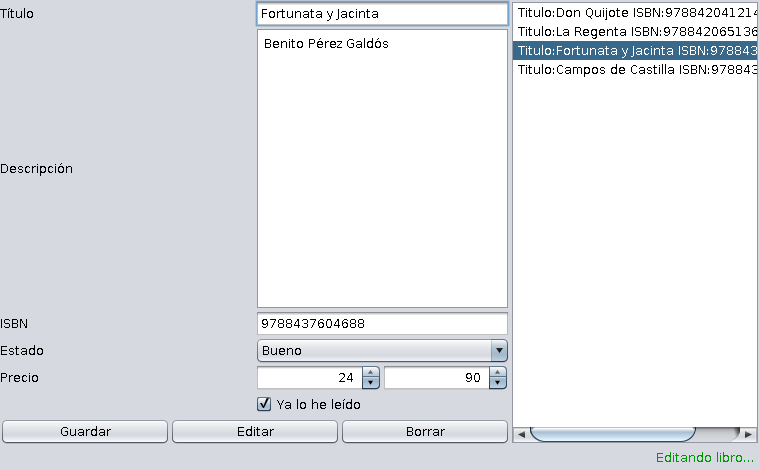 Título
Fortunata y Jacinta
Benito Pérez Galdós
Descripción
ISBN
9788437604688
Estado
Bueno
Precio
24
90
Ya lo he leído
Guardar
Editar
Borrar
Titulo:Don Quijote ISBN:978842041214
Titulo:La Regenta ISBN:978842065136
Titulo:Fortunata y Jacinta ISBN:978843
Titulo:Campos de Castilla ISBN:978843
Editando libro...